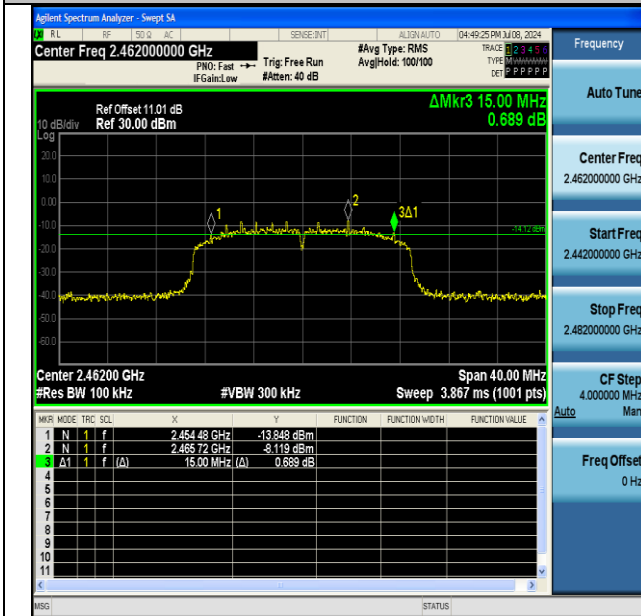 Agilent Spectrum Analyzer - Swept SA
RL RF 50 Ω AC SENSE:INT ALIGN AUTO 04:49:25 PM Jul 08, 2024
Center Freq 2.462000000 GHz
PNO: Fast
IFGain:Low
Trig: Free Run
#Atten: 40 dB
#Avg Type: RMS
Avg|Hold: 100/100
TRACE 1 2 3 4 5 6
TYPE M W W W W W
DET P P P P P P
Frequency
Auto Tune
Center Freq
2.462000000 GHz
Start Freq
2.442000000 GHz
Stop Freq
2.482000000 GHz
CF Step
4.000000 MHz
Auto Man
Freq Offset
0 Hz
Ref Offset 11.01 dB
10 dB/div Ref 30.00 dBm
Log
ΔMkr3 15.00 MHz
0.689 dB
20.0
10.0
0.00
-10.0
-20.0
-30.0
-40.0
-50.0
-60.0
1
2
3Δ1
-14.12 dBm
Center 2.46200 GHz Span 40.00 MHz
#Res BW 100 kHz #VBW 300 kHz Sweep 3.867 ms (1001 pts)
MKR MODE TRC SCL X Y FUNCTION FUNCTION WIDTH FUNCTION VALUE
1 N 1 f 2.454 48 GHz -13.848 dBm
2 N 1 f 2.465 72 GHz -8.119 dBm
3 Δ1 1 f (Δ) 15.00 MHz (Δ) 0.689 dB
4
5
6
7
8
9
10
11
MSG STATUS